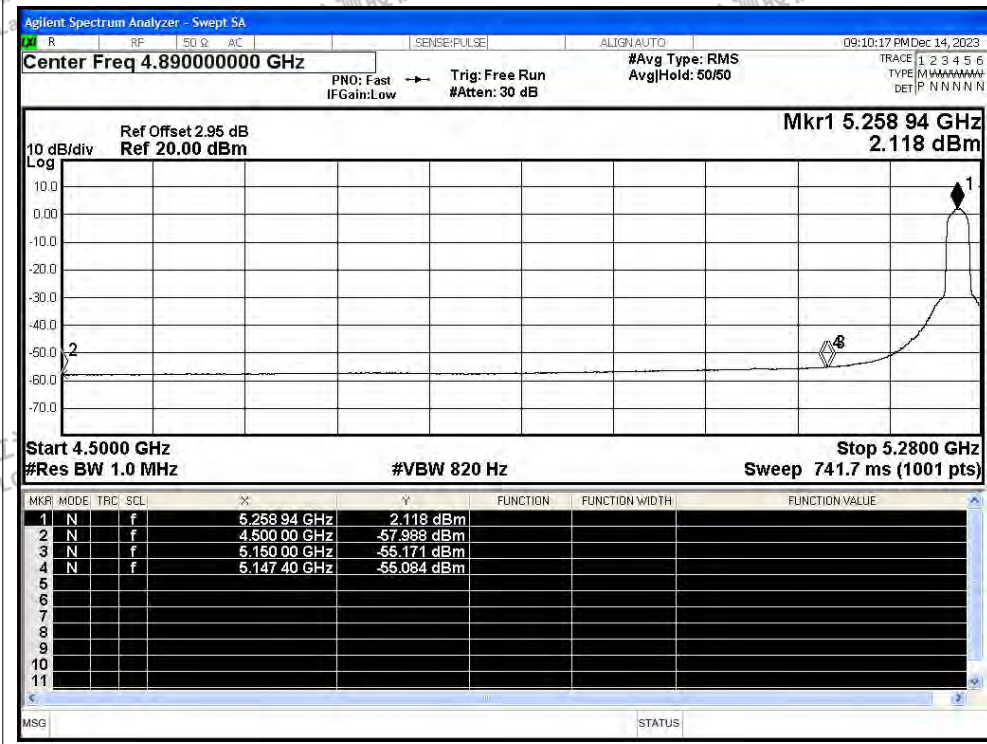 Agilent Spectrum Analyzer - Swept SA
R RF 50 Ω AC SENSE:PULSE ALIGN AUTO 09:10:17 PM Dec 14, 2023
Center Freq 4.890000000 GHz
PNO: Fast Trig: Free Run #Avg Type: RMS TRACE 1 2 3 4 5 6
IFGain:Low #Atten: 30 dB Avg|Hold: 50/50 TYPE M W W W W W
DET P N N N N N
Ref Offset 2.95 dB Mkr1 5.258 94 GHz
10 dB/div Ref 20.00 dBm 2.118 dBm
Log
10.0
0.00
-10.0
-20.0
-30.0
-40.0
-50.0
-60.0
-70.0
1
2
4 3
Start 4.5000 GHz Stop 5.2800 GHz
#Res BW 1.0 MHz #VBW 820 Hz Sweep 741.7 ms (1001 pts)
MKR MODE TRC SCL X Y FUNCTION FUNCTION WIDTH FUNCTION VALUE
1 N f 5.258 94 GHz 2.118 dBm
2 N f 4.500 00 GHz -57.988 dBm
3 N f 5.150 00 GHz -55.171 dBm
4 N f 5.147 40 GHz -55.084 dBm
5
6
7
8
9
10
11
MSG STATUS